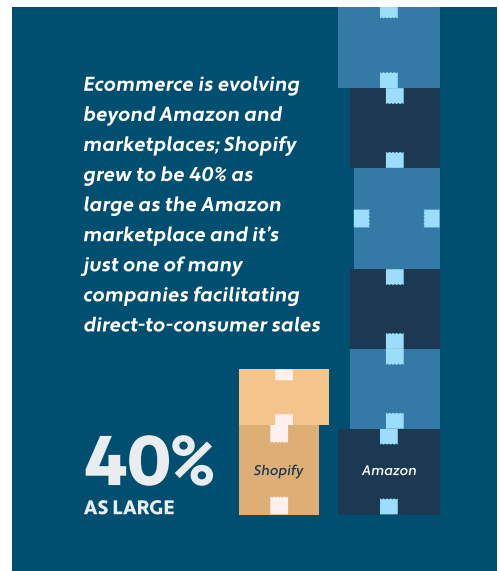 Ecommerce is evolving
beyond Amazon and
marketplaces; Shopify
grew to be 40% as
large as the Amazon
marketplace and it’s
just one of many
companies facilitating
direct-to-consumer sales
40%
AS LARGE
Shopify
Amazon